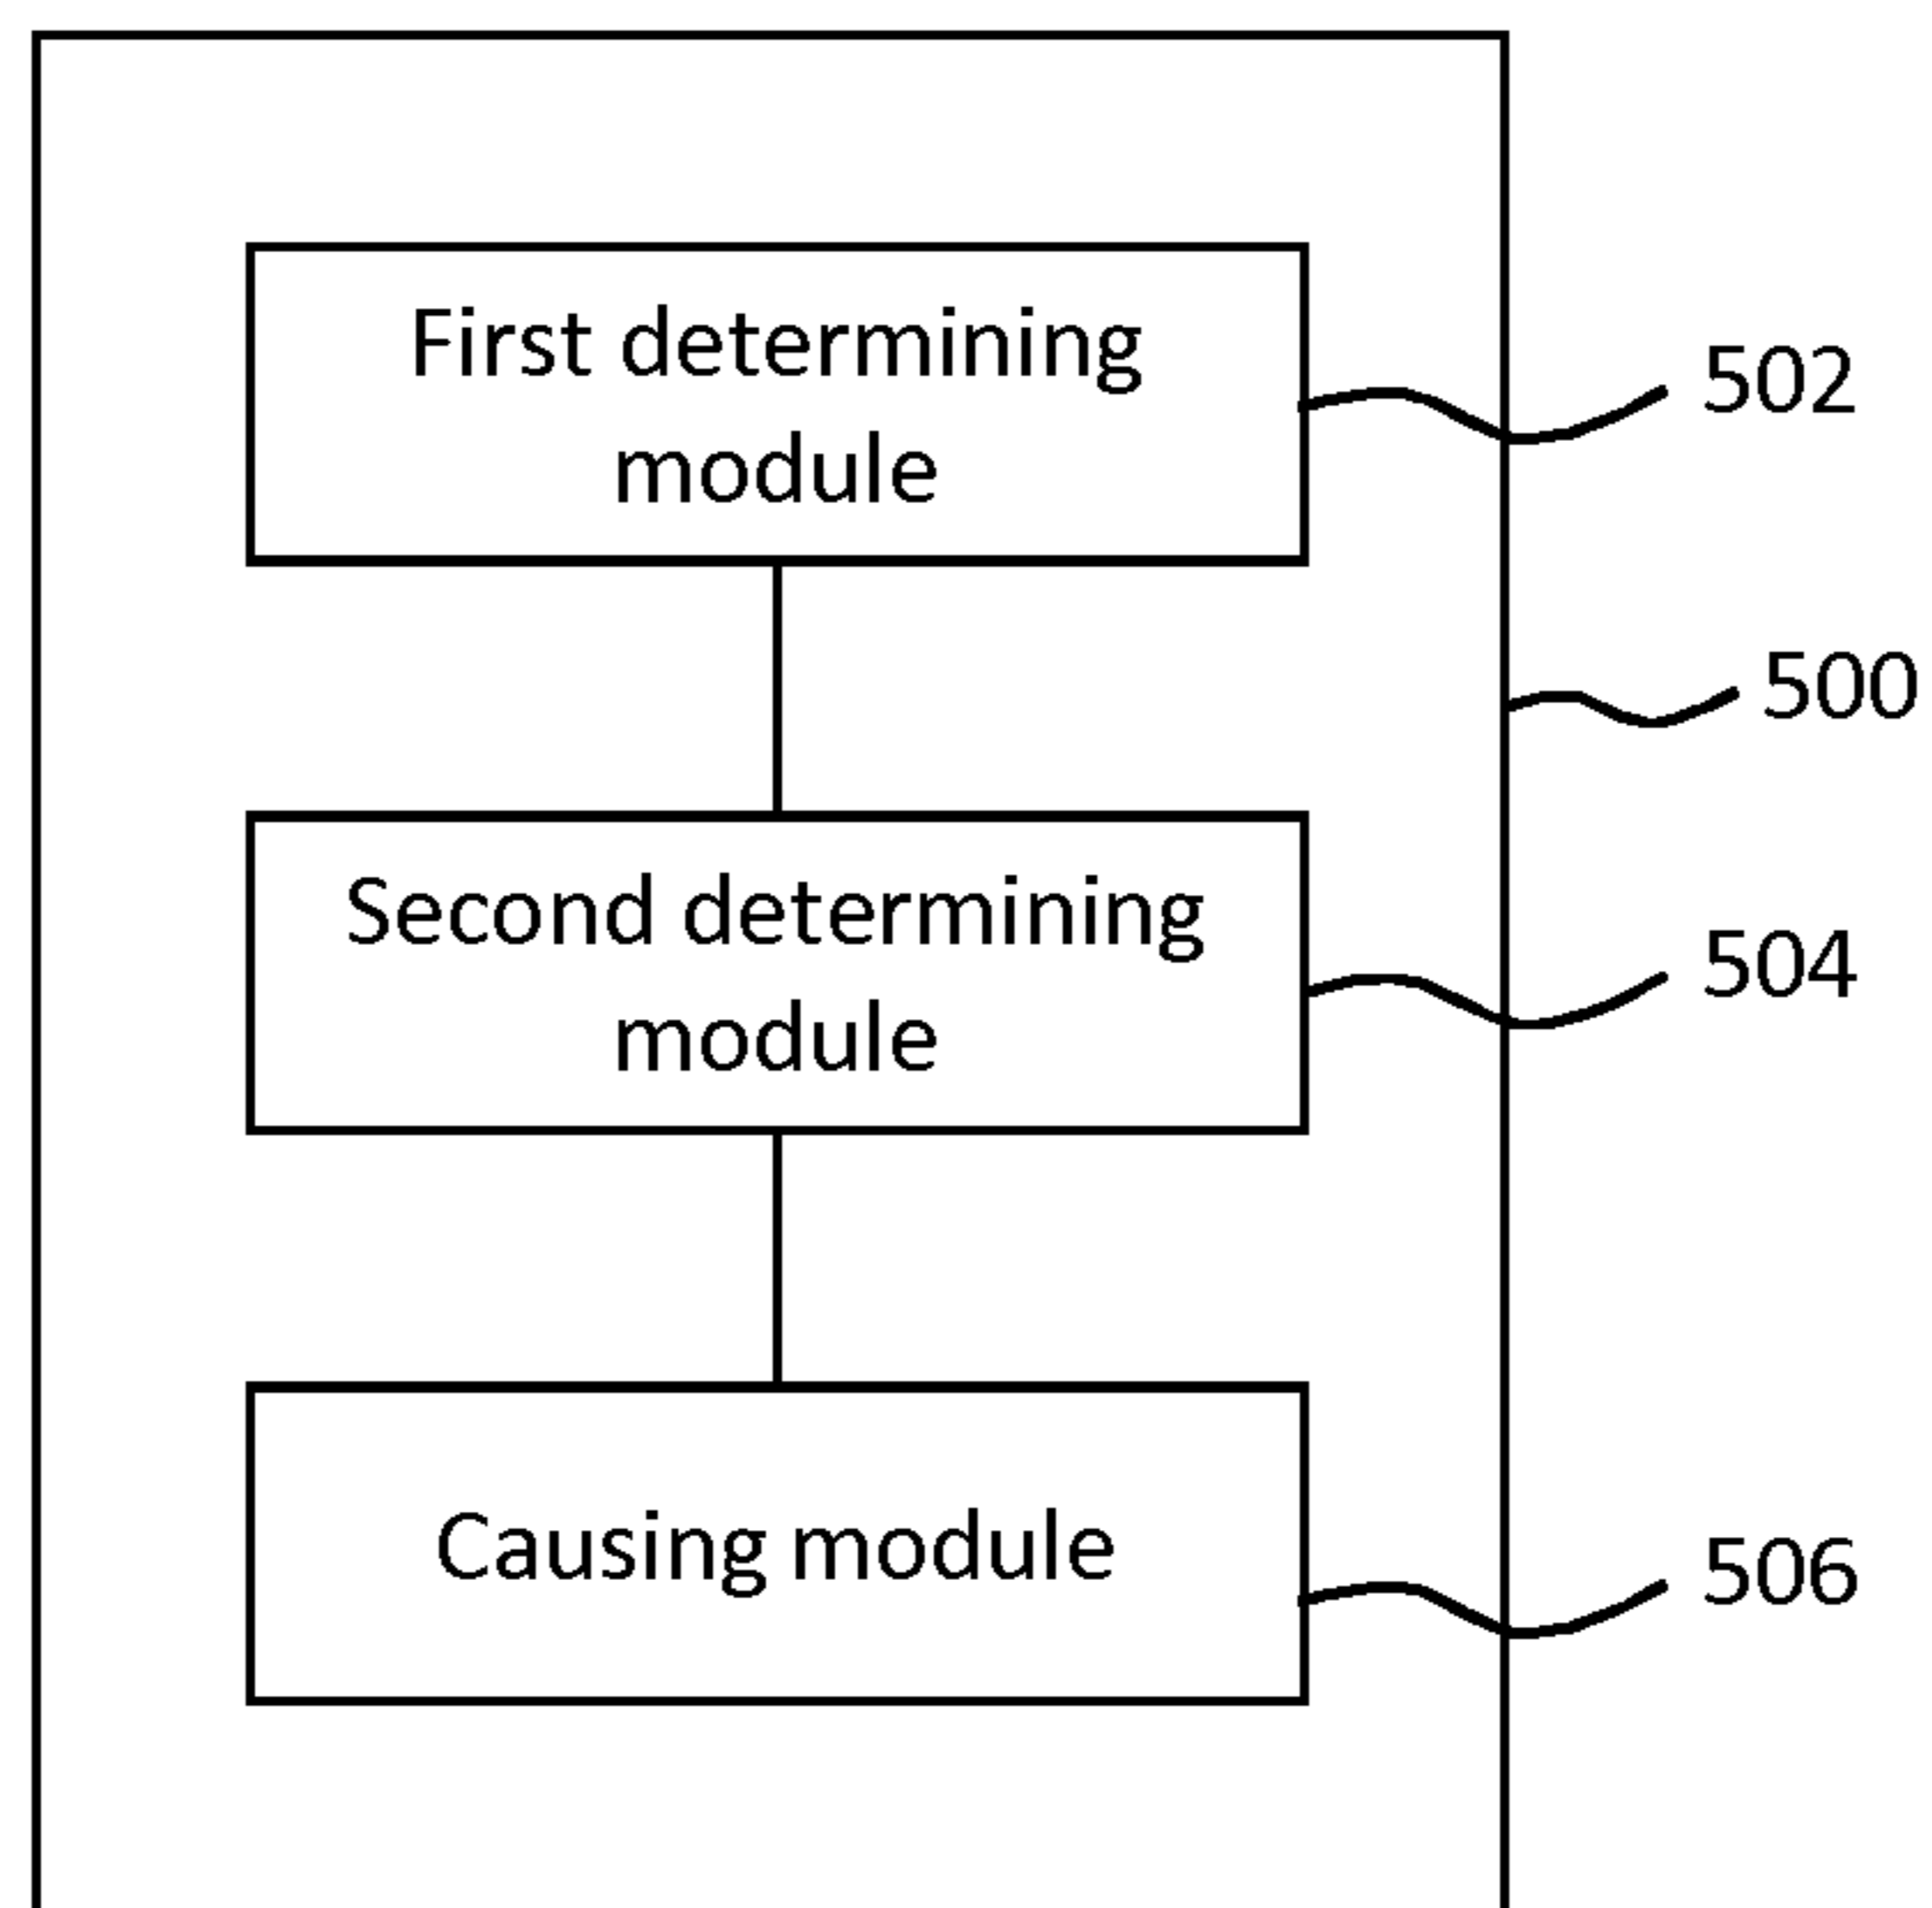 First determining
module
502
500
Second determining
module
504
Causing module
506